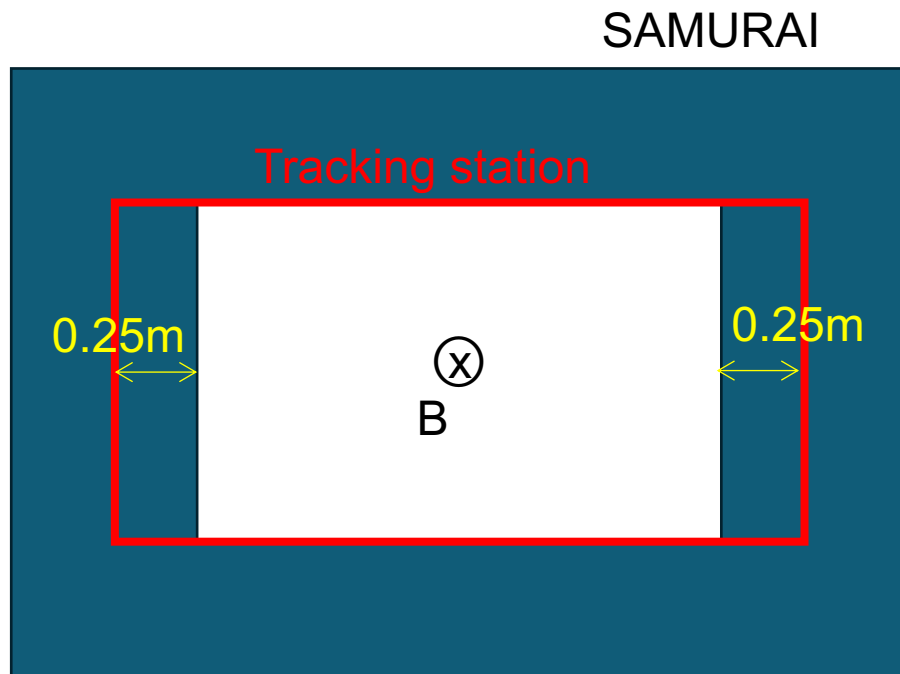 SAMURAI
Tracking station
0.25m
0.25m
x
B